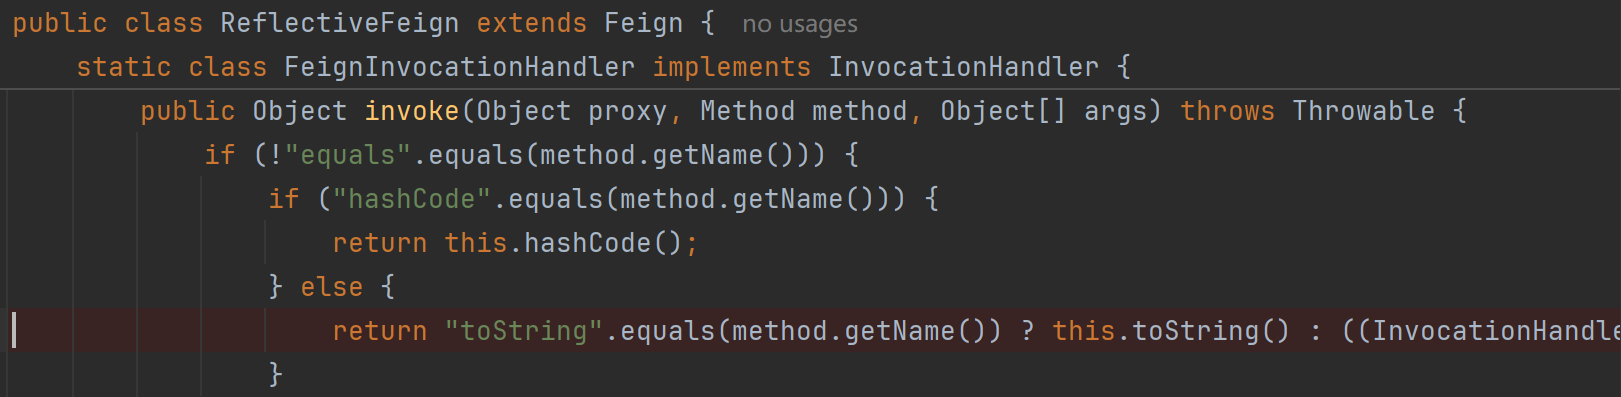 public class ReflectiveFeign extends Feign { no usages
static class FeignInvocationHandler implements InvocationHandler {
public Object invoke(Object proxy, Method method, Object[] args) throws Throwable {
if (!"equals".equals(method.getName())) {
if ("hashCode".equals(method.getName())) {
return this.hashCode();
} else {
return "toString".equals(method.getName()) ? this.toString() : ((InvocationHandle
}